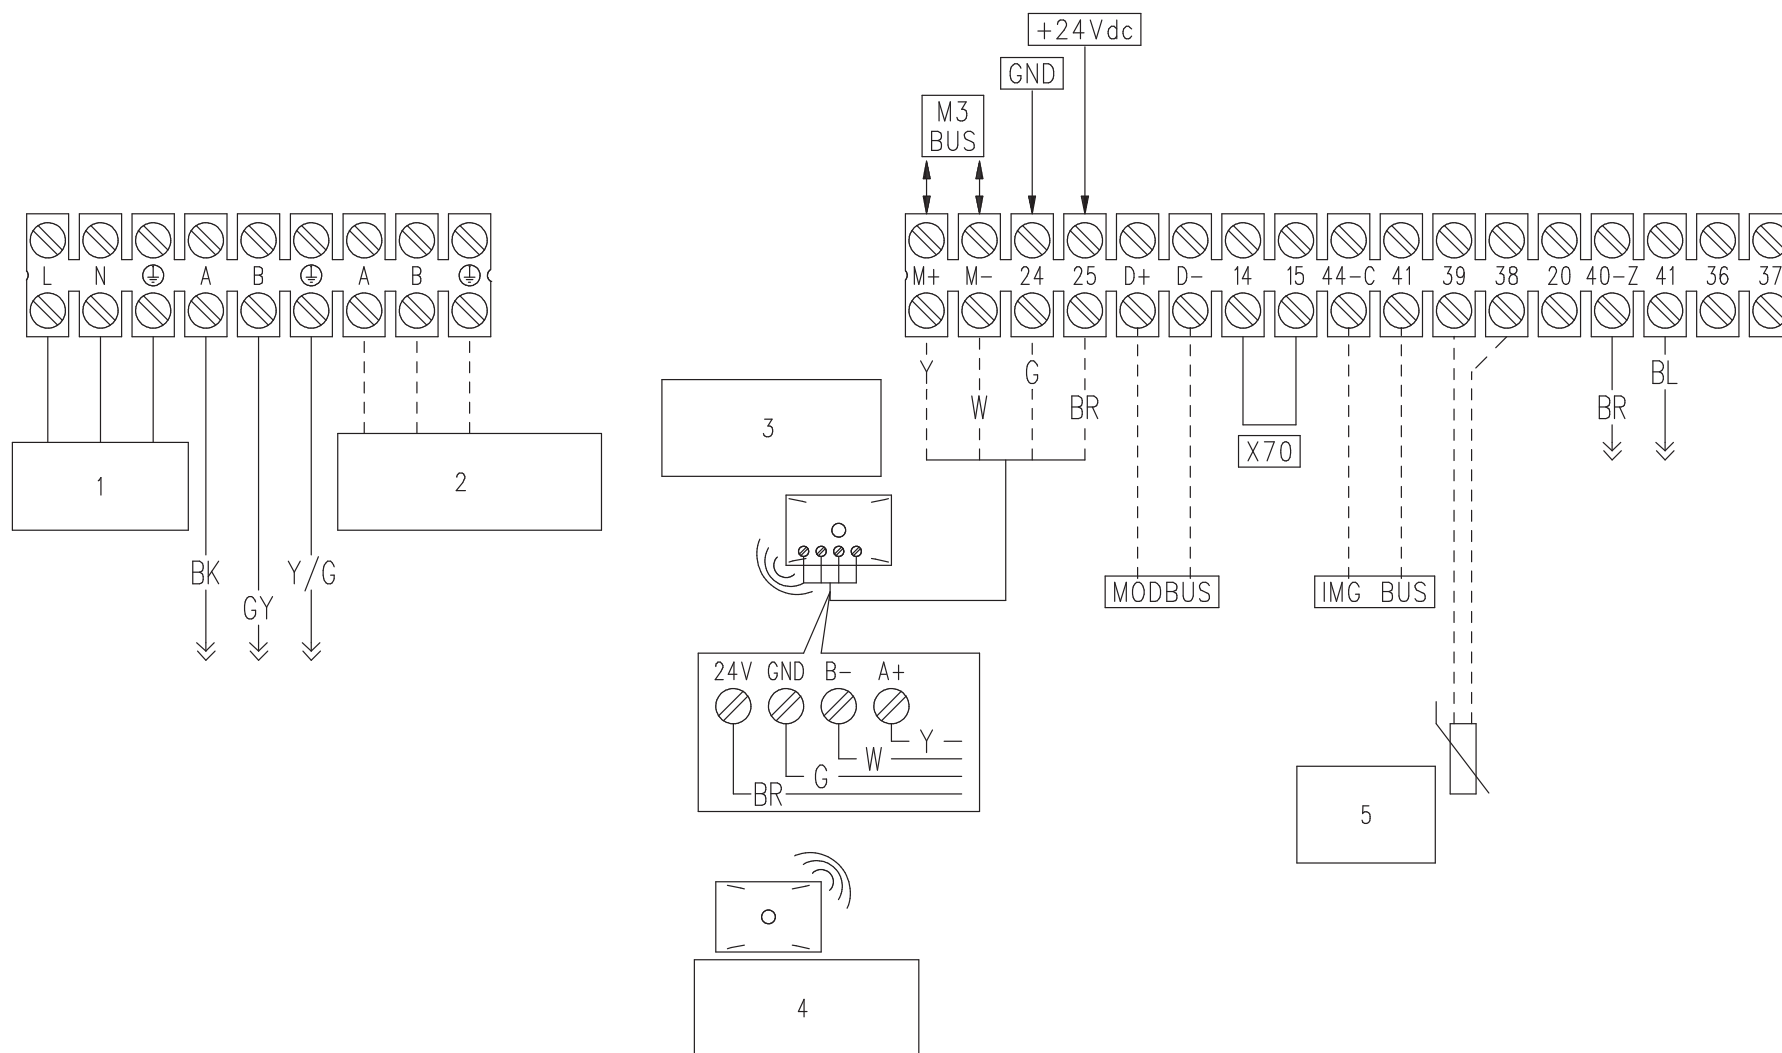 +24Vdc
GND
M3
BUS
L N A B A B
M+ M- 24 25 D+ D- 14 15 44-C 41 39 38 20 40-Z 41 36 37
Y G BL
W BR BR
3
X70
1 2
BK Y/G
GY
MODBUS IMG BUS
24V GND B- A+
Y
W
G
BR
5
4